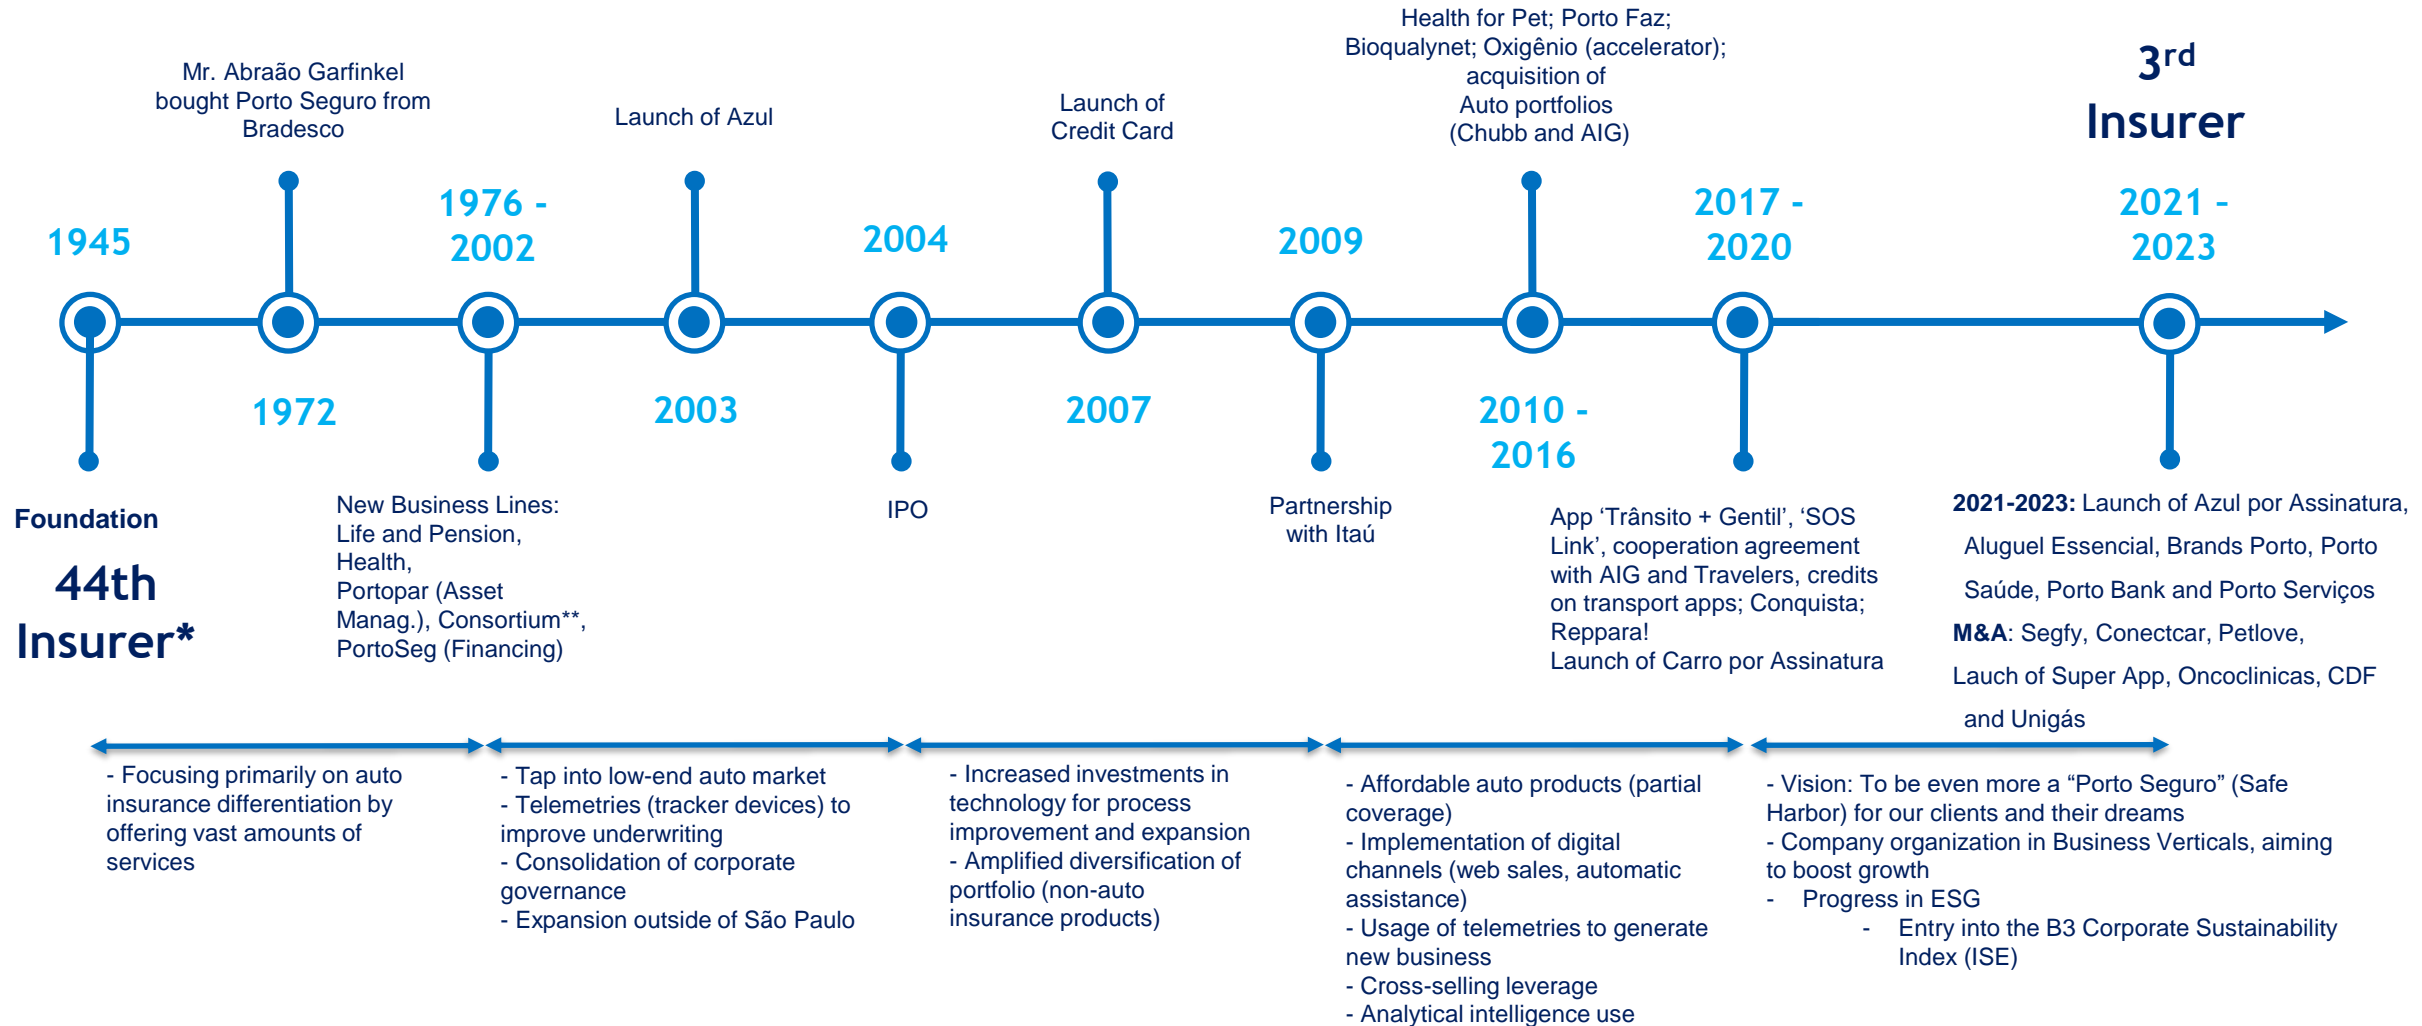 Mr. Abraão Garfinkel
bought Porto Seguro from
Bradesco
Launch of Azul
Launch of
Credit Card
Health for Pet; Porto Faz;
Bioqualynet; Oxigênio (accelerator);
acquisition of
Auto portfolios
(Chubb and AIG)
3rd
Insurer
1945
1976 -
2002
2004
2009
2017 -
2020
2021 –
2023
1972
2003
2007
2010 -
2016
Foundation
44th
Insurer*
New Business Lines:
Life and Pension,
Health,
Portopar (Asset
Manag.), Consortium**,
PortoSeg (Financing)
IPO
Partnership
with Itaú
App ‘Trânsito + Gentil’, ‘SOS
Link’, cooperation agreement
with AIG and Travelers, credits
on transport apps; Conquista;
Reppara!
Launch of Carro por Assinatura
2021-2023: Launch of Azul por Assinatura,
Aluguel Essencial, Brands Porto, Porto
Saúde, Porto Bank and Porto Serviços
M&A: Segfy, Conectcar, Petlove,
Lauch of Super App, Oncoclinicas, CDF
and Unigás
- Focusing primarily on auto
insurance differentiation by
offering vast amounts of
services
- Tap into low-end auto market
- Telemetries (tracker devices) to
improve underwriting
- Consolidation of corporate
governance
- Expansion outside of São Paulo
- Increased investments in
technology for process
improvement and expansion
- Amplified diversification of
portfolio (non-auto
insurance products)
- Affordable auto products (partial
coverage)
- Implementation of digital
channels (web sales, automatic
assistance)
- Usage of telemetries to generate
new business
- Cross-selling leverage
- Analytical intelligence use
- Vision: To be even more a “Porto Seguro” (Safe
Harbor) for our clients and their dreams
- Company organization in Business Verticals, aiming
to boost growth
- Progress in ESG
- Entry into the B3 Corporate Sustainability
Index (ISE)